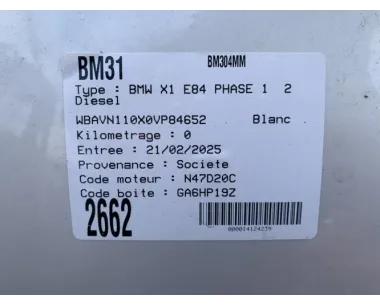 BM31 BM304MM
Type : BMW X1 E84 PHASE 1 2
Diesel
WBAVN110X0VP84652 Blanc
Kilometrage : 0
Entree : 21/02/2025
Provenance : Societe
Code moteur : N47D20C
Code boite : GA6HP19Z
2662
000014124239